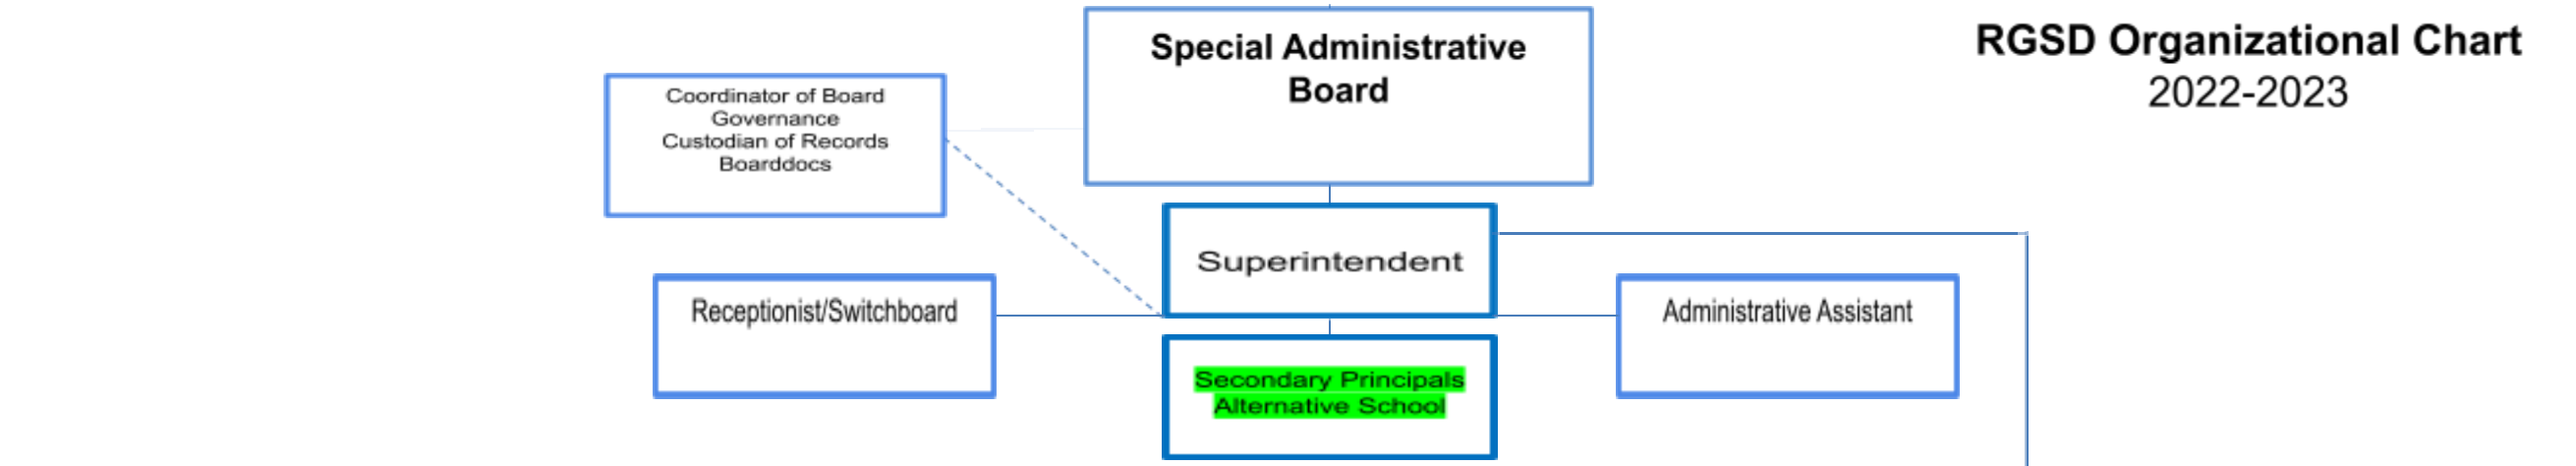 RGSD Organizational Chart
2022-2023
Special Administrative
Board
Coordinator of Board
Governance
Custodian of Records
Boarddocs
Superintendent
Receptionist/Switchboard
Administrative Assistant
Secondary Principals
Alternative School